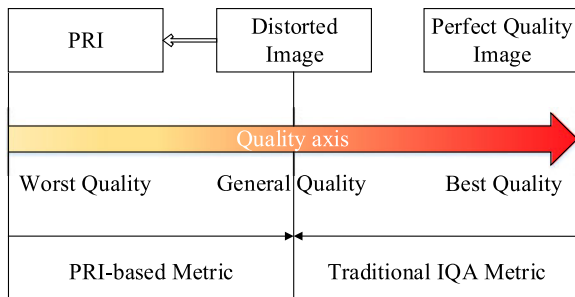 PRI
Distorted
Image
Perfect Quality
Image
Quality axis
Worst Quality
General Quality
Best Quality
PRI-based Metric
Traditional IQA Metric